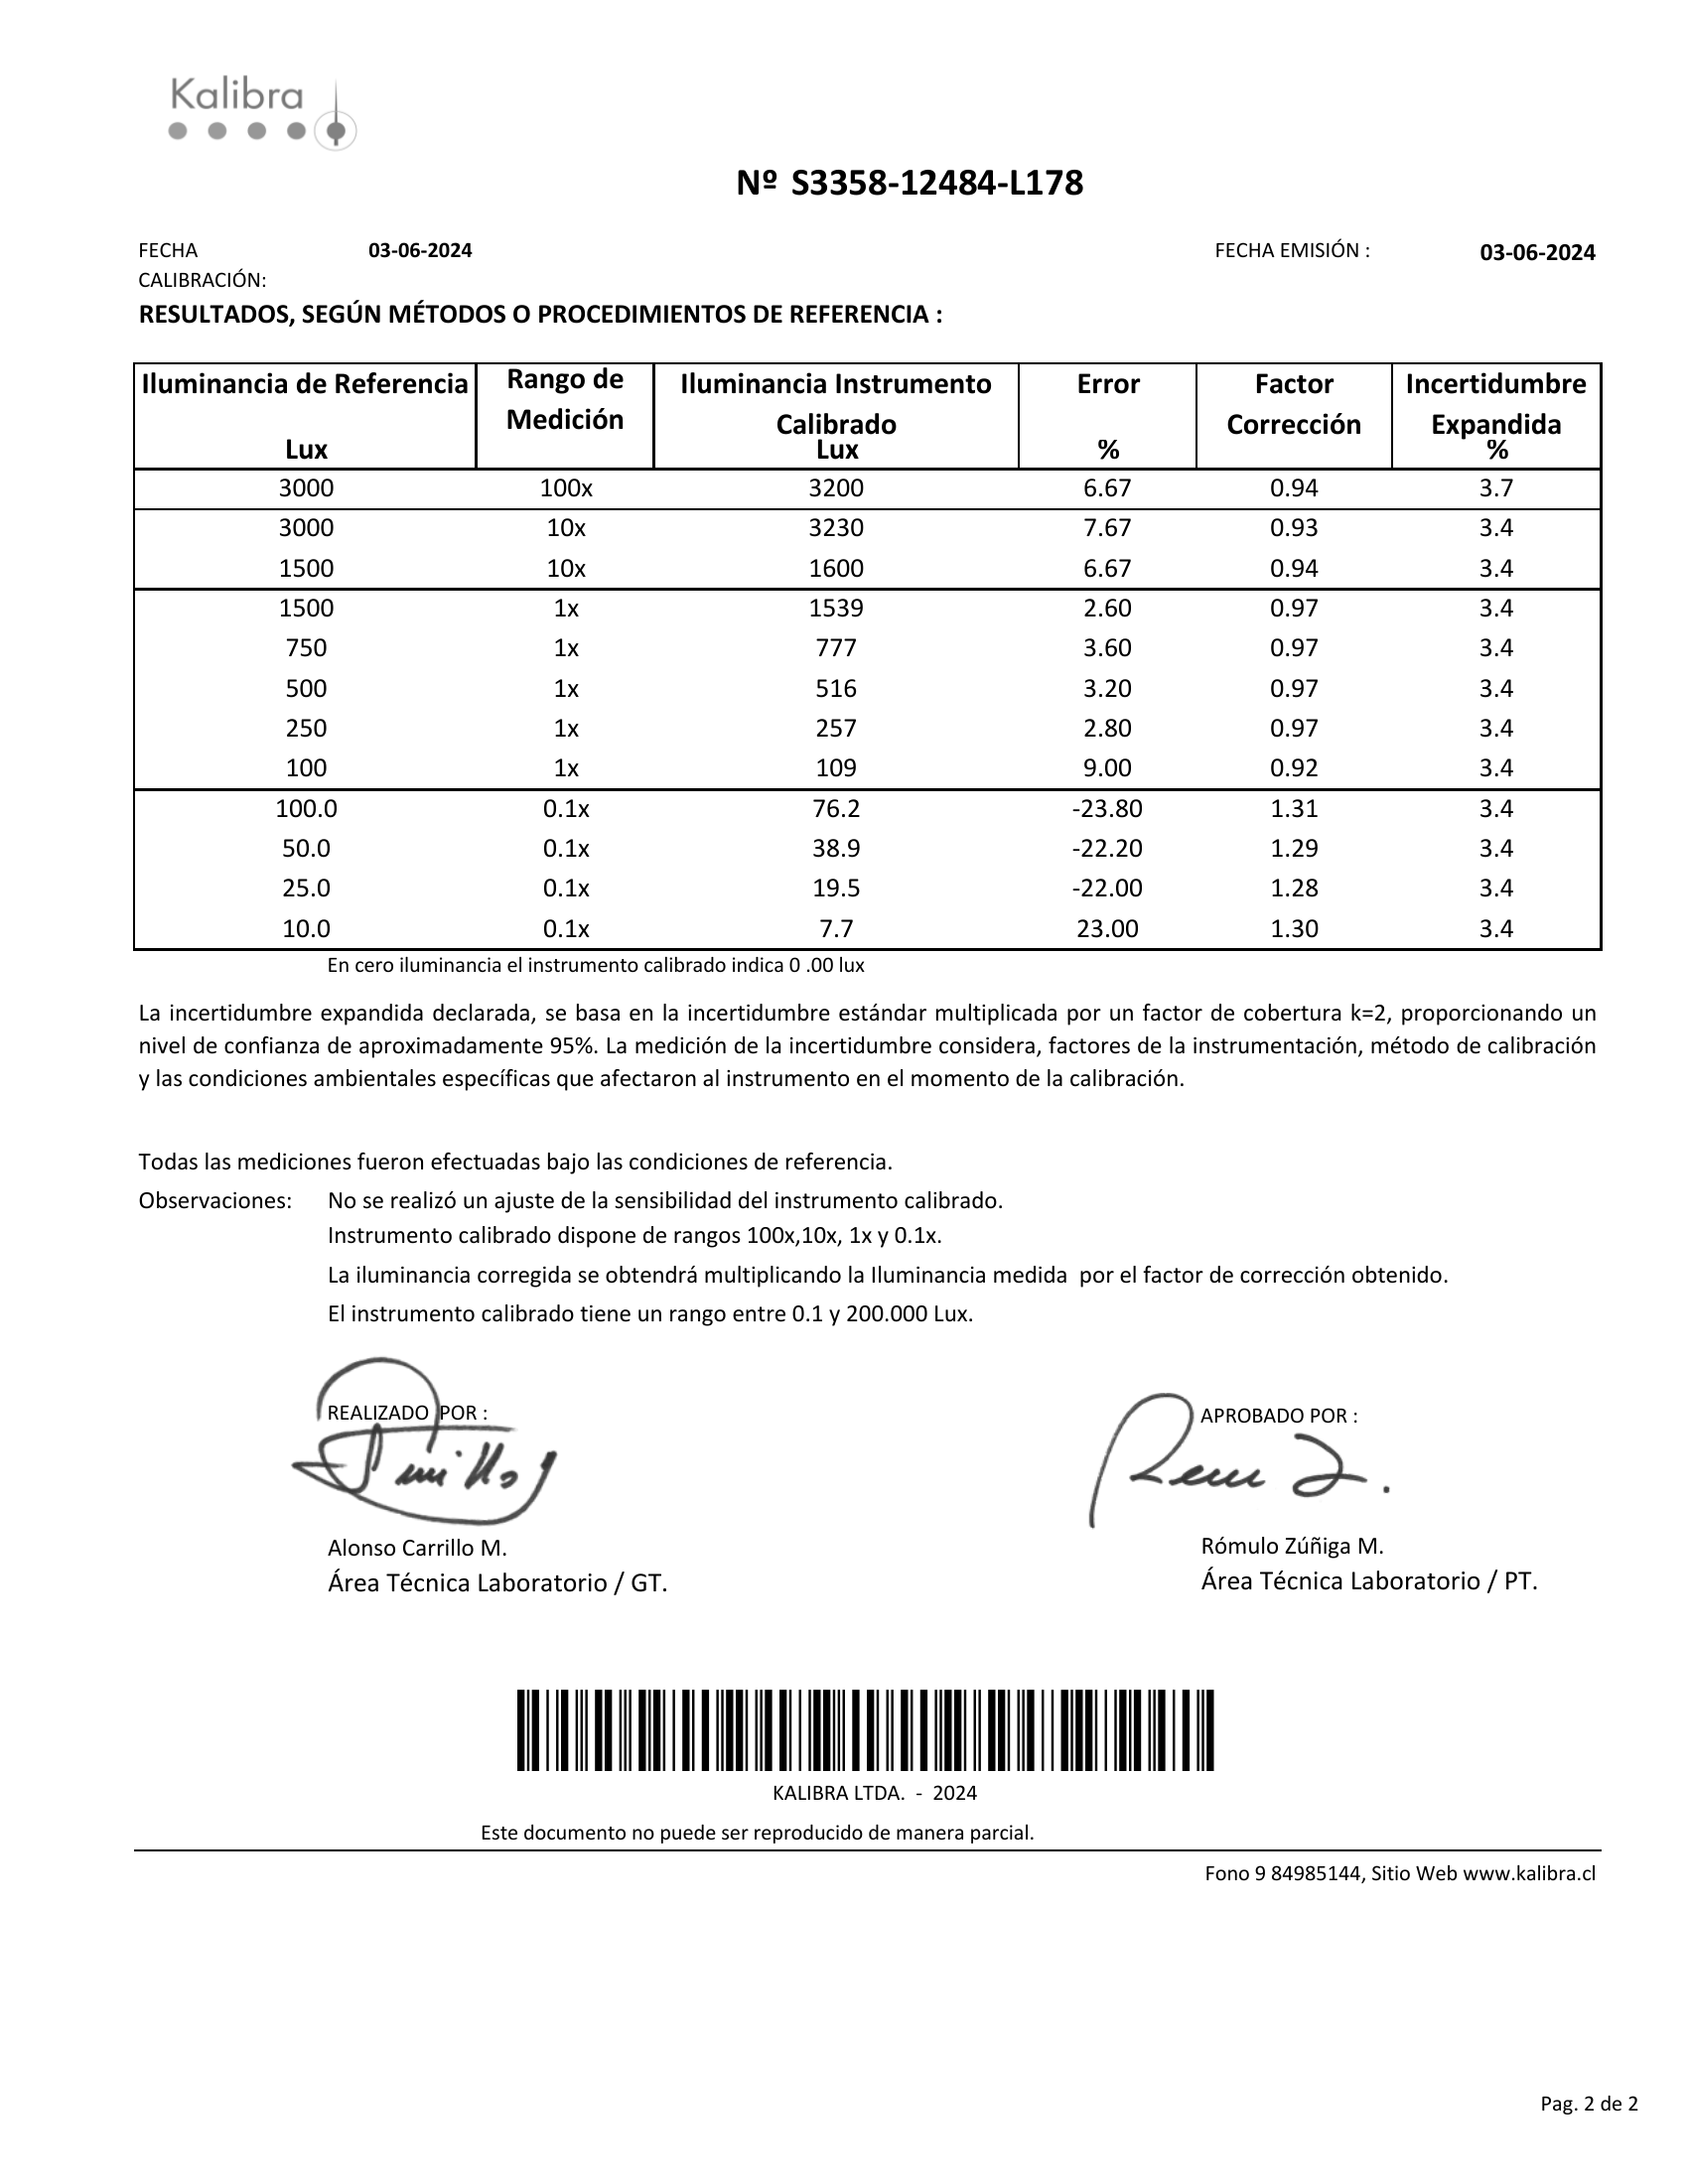 Kalibra
Nº S3358-12484-L178
FECHA CALIBRACIÓN: 03-06-2024 FECHA EMISIÓN : 03-06-2024
RESULTADOS, SEGÚN MÉTODOS O PROCEDIMIENTOS DE REFERENCIA :
Iluminancia de Referencia Lux | Rango de Medición | Iluminancia Instrumento Calibrado Lux | Error % | Factor Corrección | Incertidumbre Expandida %
3000 100x 3200 6.67 0.94 3.7
3000 10x 3230 7.67 0.93 3.4
1500 10x 1600 6.67 0.94 3.4
1500 1x 1539 2.60 0.97 3.4
750 1x 777 3.60 0.97 3.4
500 1x 516 3.20 0.97 3.4
250 1x 257 2.80 0.97 3.4
100 1x 109 9.00 0.92 3.4
100.0 0.1x 76.2 -23.80 1.31 3.4
50.0 0.1x 38.9 -22.20 1.29 3.4
25.0 0.1x 19.5 -22.00 1.28 3.4
10.0 0.1x 7.7 23.00 1.30 3.4
En cero iluminancia el instrumento calibrado indica 0 .00 lux
La incertidumbre expandida declarada, se basa en la incertidumbre estándar multiplicada por un factor de cobertura k=2, proporcionando un
nivel de confianza de aproximadamente 95%. La medición de la incertidumbre considera, factores de la instrumentación, método de calibración
y las condiciones ambientales específicas que afectaron al instrumento en el momento de la calibración.
Todas las mediciones fueron efectuadas bajo las condiciones de referencia.
Observaciones: No se realizó un ajuste de la sensibilidad del instrumento calibrado.
Instrumento calibrado dispone de rangos 100x,10x, 1x y 0.1x.
La iluminancia corregida se obtendrá multiplicando la Iluminancia medida por el factor de corrección obtenido.
El instrumento calibrado tiene un rango entre 0.1 y 200.000 Lux.
REALIZADO POR : APROBADO POR :
Alonso Carrillo M. Rómulo Zúñiga M.
Área Técnica Laboratorio / GT. Área Técnica Laboratorio / PT.
KALIBRA LTDA. - 2024
Este documento no puede ser reproducido de manera parcial.
Fono 9 84985144, Sitio Web www.kalibra.cl
Pag. 2 de 2